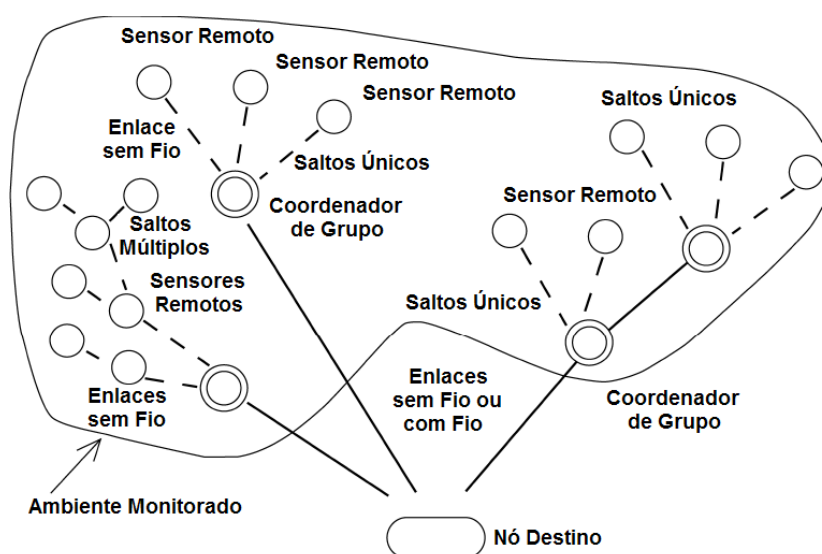 Sensor Remoto
Sensor Remoto
Sensor Remoto
Saltos Únicos
Enlace
sem Fio
Saltos Únicos
Coordenador
de Grupo
Sensor Remoto
Saltos
Múltiplos
Sensores
Remotos
Saltos Únicos
Enlaces
sem Fio
Enlaces
sem Fio ou
com Fio
Coordenador
de Grupo
Ambiente Monitorado
Nó Destino